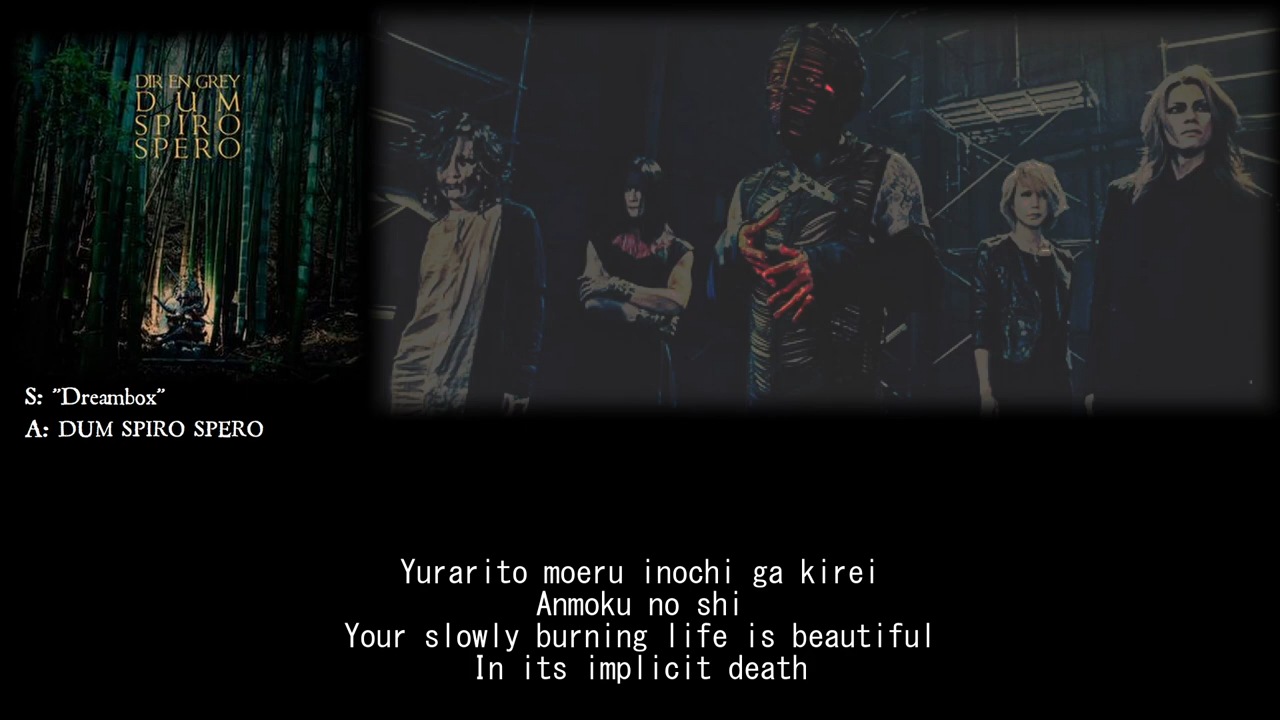 DIR EN GREY
DUM
SPIRO
SPERO
S: "Dreambox"
A: DUM SPIRO SPERO
Yurarito moeru inochi ga kirei
Anmoku no shi
Your slowly burning life is beautiful
In its implicit death